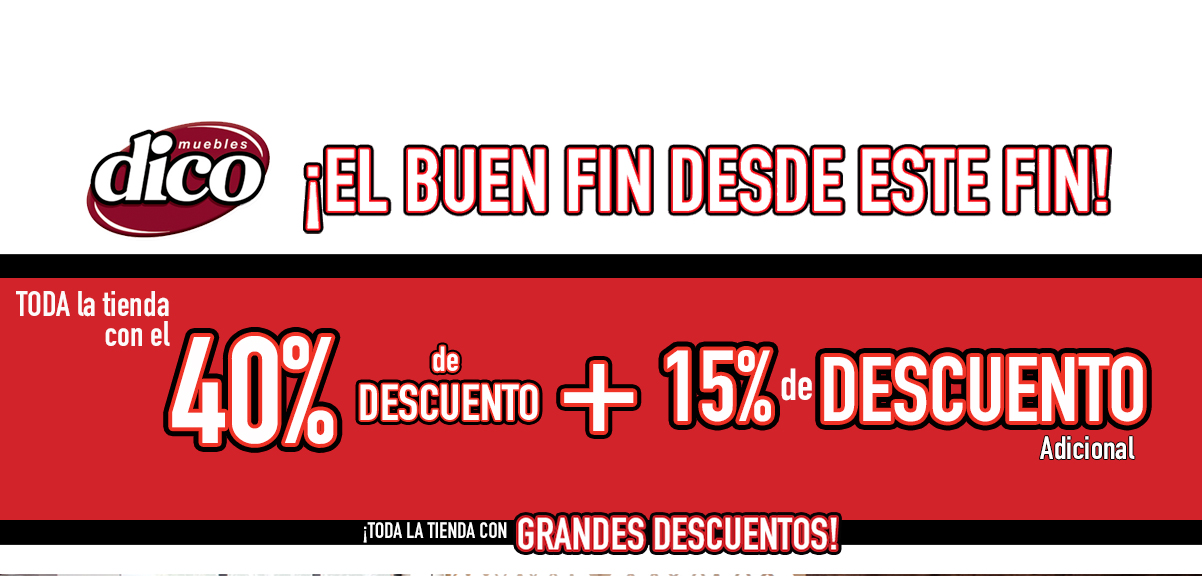 muebles
dico
¡EL BUEN FIN DESDE ESTE FIN!
TODA la tienda
con el
40%
de
DESCUENTO
+
15% de DESCUENTO
Adicional
¡TODA LA TIENDA CON GRANDES DESCUENTOS!